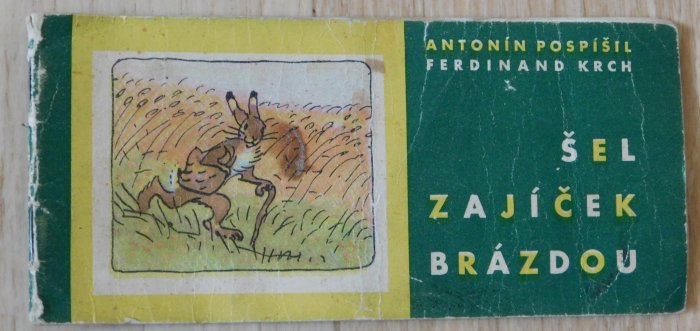 ANTONÍN POSPÍŠIL
FERDINAND KRCH
ŠEL
ZAJÍČEK
BRÁZDOU